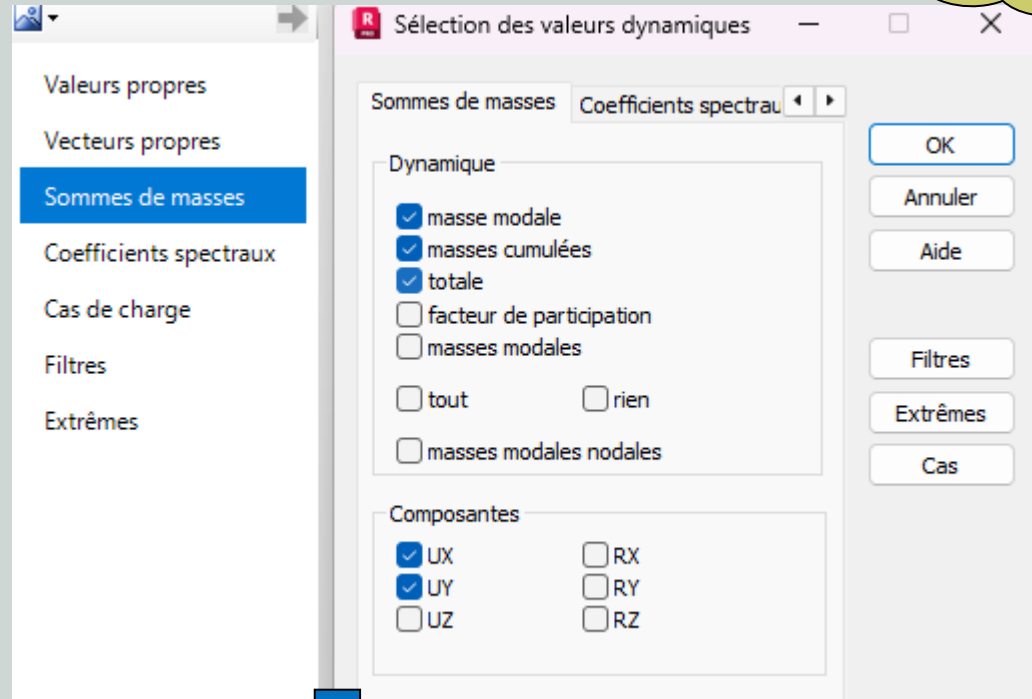 Sélection des valeurs dynamiques
Valeurs propres
Vecteurs propres
Sommes de masses
Coefficients spectraux
Cas de charge
Filtres
Extrêmes
Sommes de masses
Coefficients spectrau
Dynamique
masse modale
masses cumulées
totale
facteur de participation
masses modales
tout rien
masses modales nodales
Composantes
UX RX
UY RY
UZ RZ
OK
Annuler
Aide
Filtres
Extrêmes
Cas